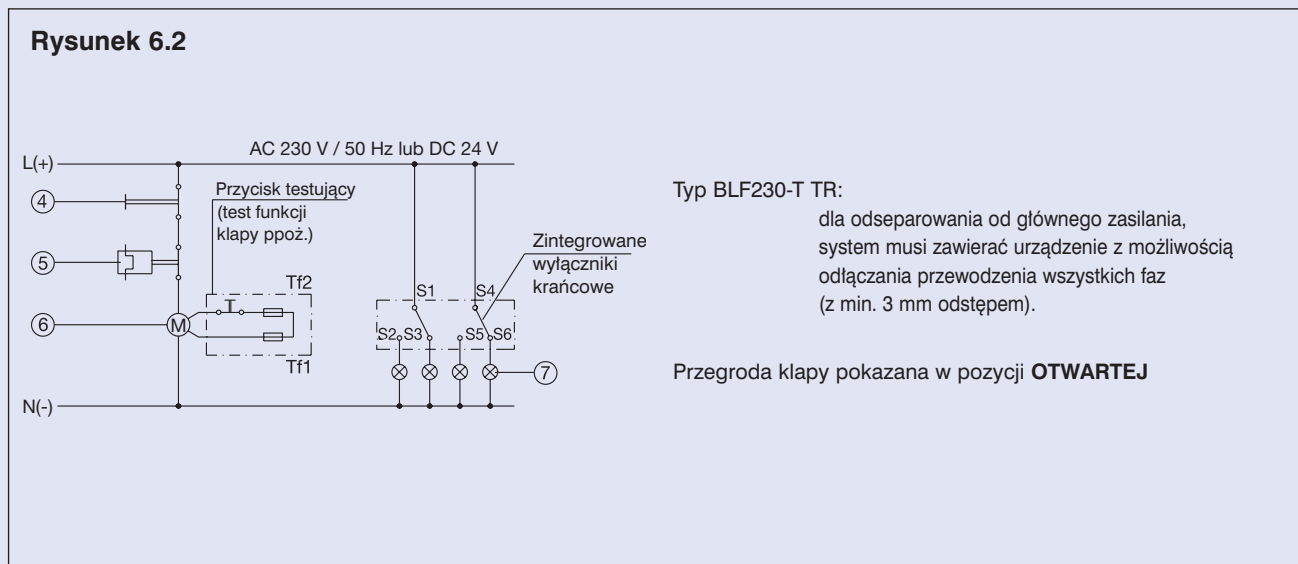 Rysunek 6.2
AC 230 V / 50 Hz lub DC 24 V
L(+)
4
Przycisk testujący
(test funkcji
klapy ppoż.)
5
Zintegrowane
wyłączniki
krańcowe
Tf2
S1
S4
6
M
S2
S3
S5
S6
Tf1
7
N(-)
Typ BLF230-T TR:
dla odseparowania od głównego zasilania,
system musi zawierać urządzenie z możliwością
odłączania przewodzenia wszystkich faz
(z min. 3 mm odstępem).
Przegroda klapy pokazana w pozycji OTWARTEJ